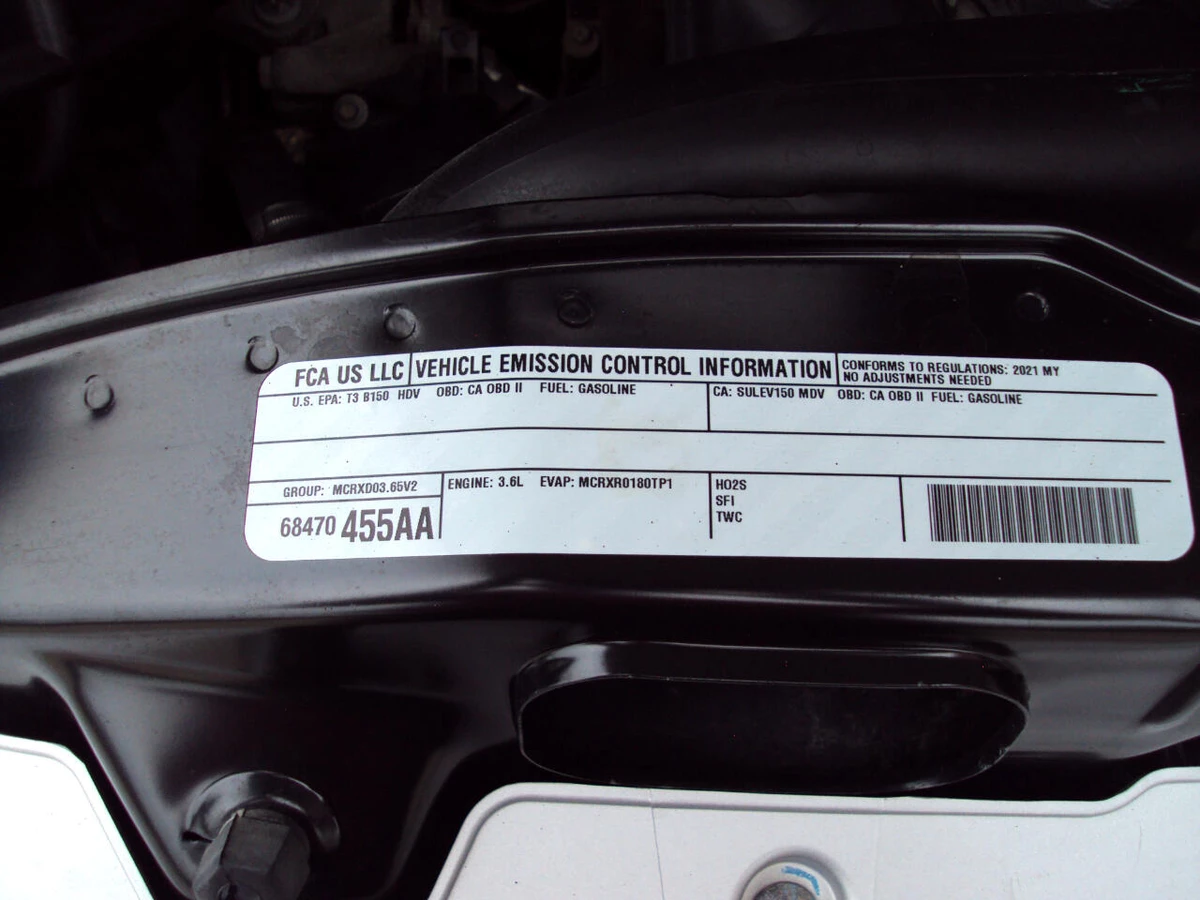 FCA US LLC VEHICLE EMISSION CONTROL INFORMATION CONFORMS TO REGULATIONS: 2021 MY
NO ADJUSTMENTS NEEDED
U.S. EPA: T3 B150 HDV OBD: CA OBD II FUEL: GASOLINE CA: SULEV150 MDV OBD: CA OBD II FUEL: GASOLINE
GROUP: MCRXD03.65V2 ENGINE: 3.6L EVAP: MCRXR0180TP1 HO2S
SFI
TWC
68470 455AA